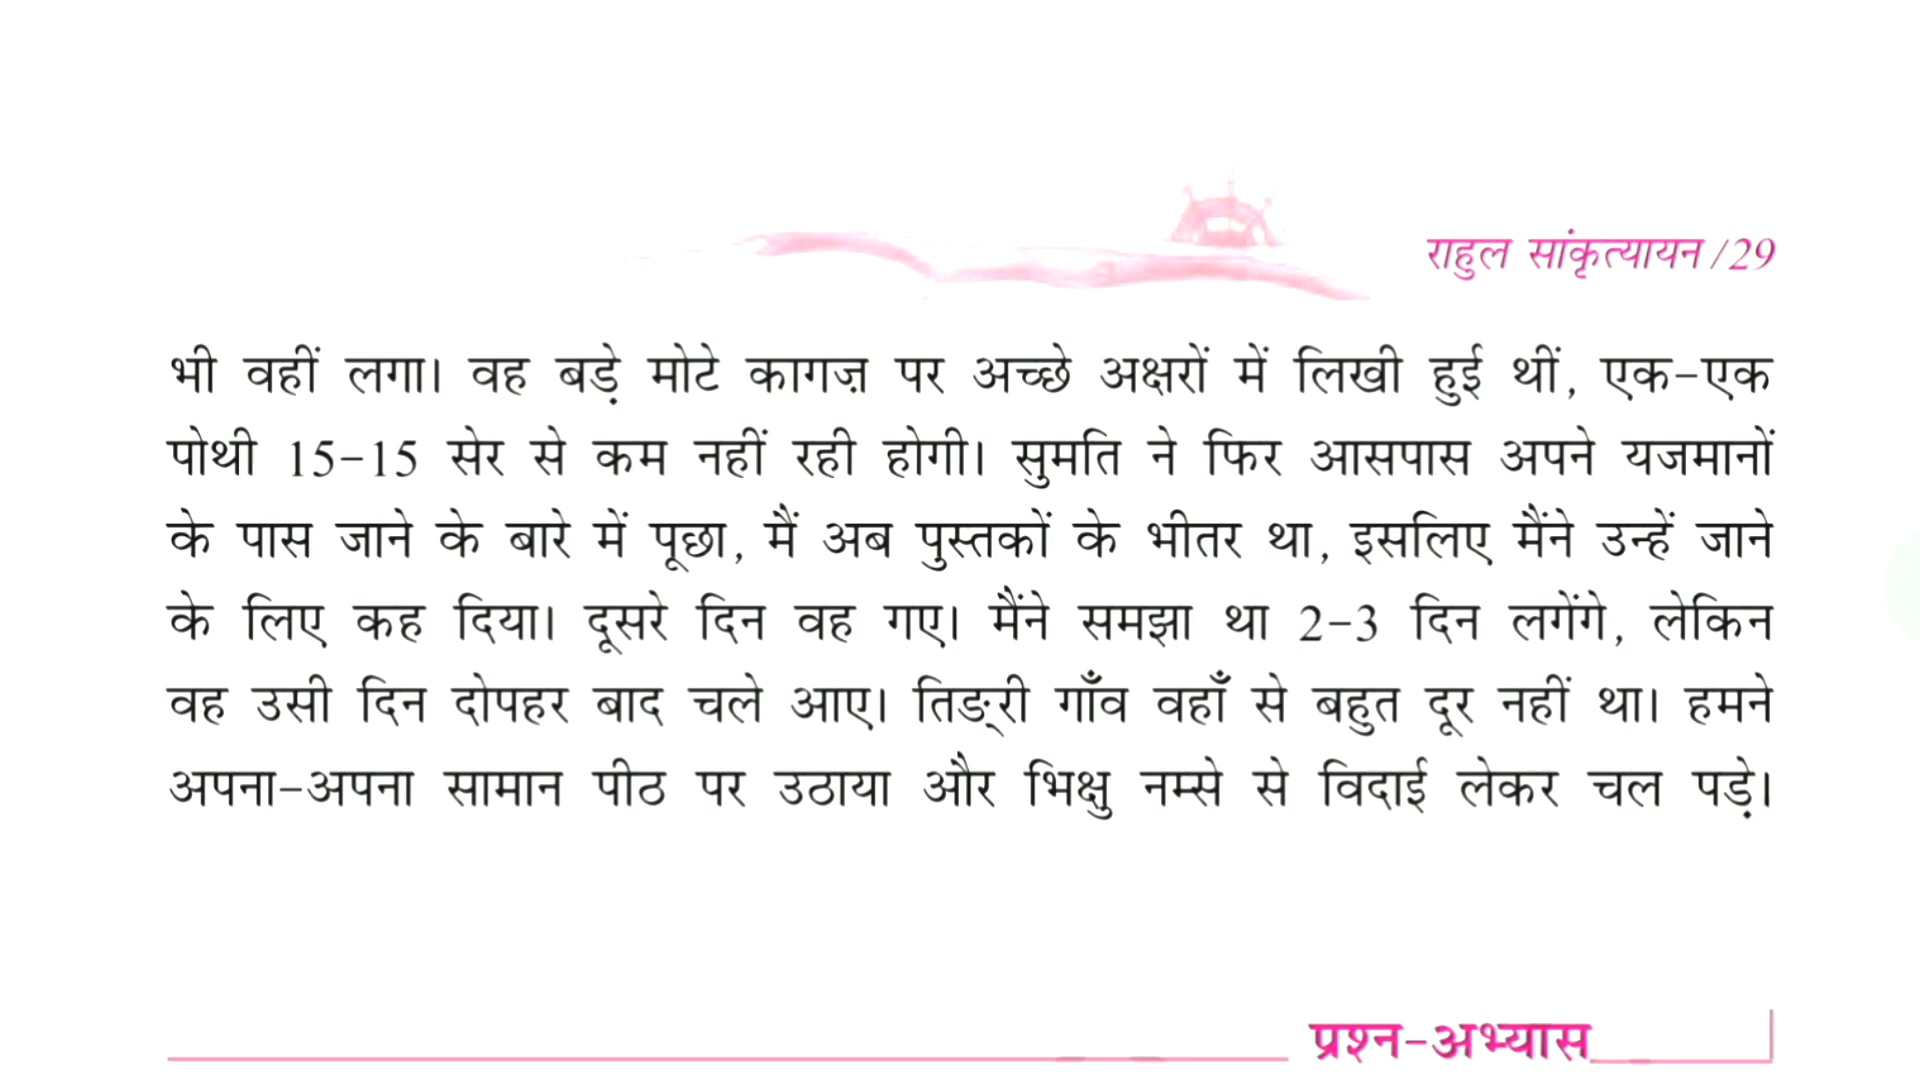 राहुल सांकृत्यायन/29
भी वहीं लगा। वह बड़े मोटे कागज़ पर अच्छे अक्षरों में लिखी हुई थीं, एक-एक
पोथी 15-15 सेर से कम नहीं रही होगी। सुमति ने फिर आसपास अपने यजमानों
के पास जाने के बारे में पूछा, मैं अब पुस्तकों के भीतर था, इसलिए मैंने उन्हें जाने
के लिए कह दिया। दूसरे दिन वह गए। मैंने समझा था 2-3 दिन लगेंगे, लेकिन
वह उसी दिन दोपहर बाद चले आए। तिङ्‌री गाँव वहाँ से बहुत दूर नहीं था। हमने
अपना-अपना सामान पीठ पर उठाया और भिक्षु नम्से से विदाई लेकर चल पड़े।
प्रश्न-अभ्यास